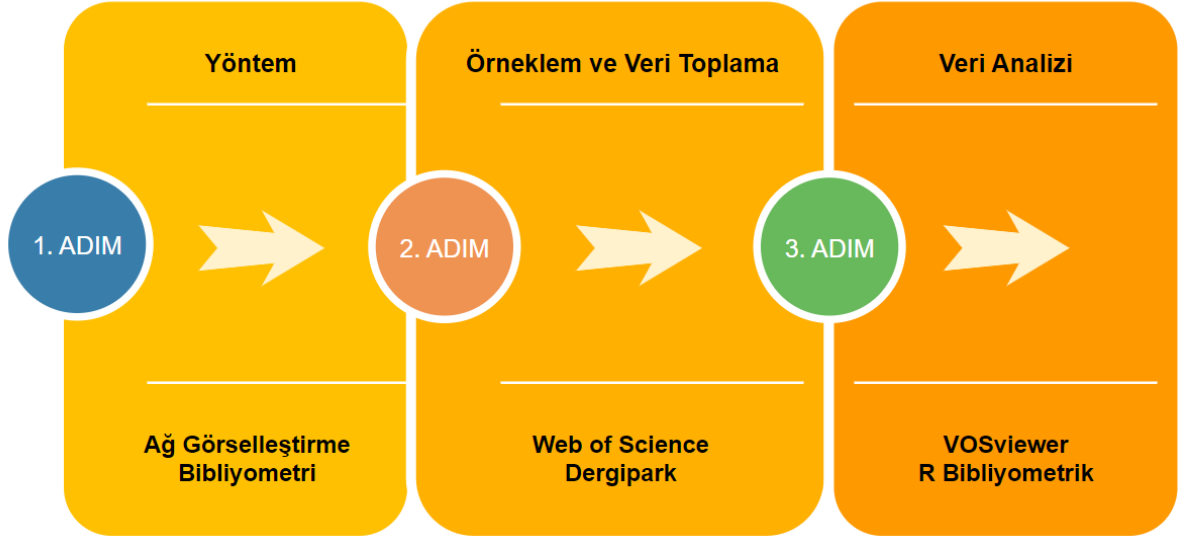 Yöntem
1. ADIM
Ağ Görselleştirme
Bibliyometri
Örneklem ve Veri Toplama
2. ADIM
Web of Science
Dergipark
Veri Analizi
3. ADIM
VOSviewer
R Bibliyometrik